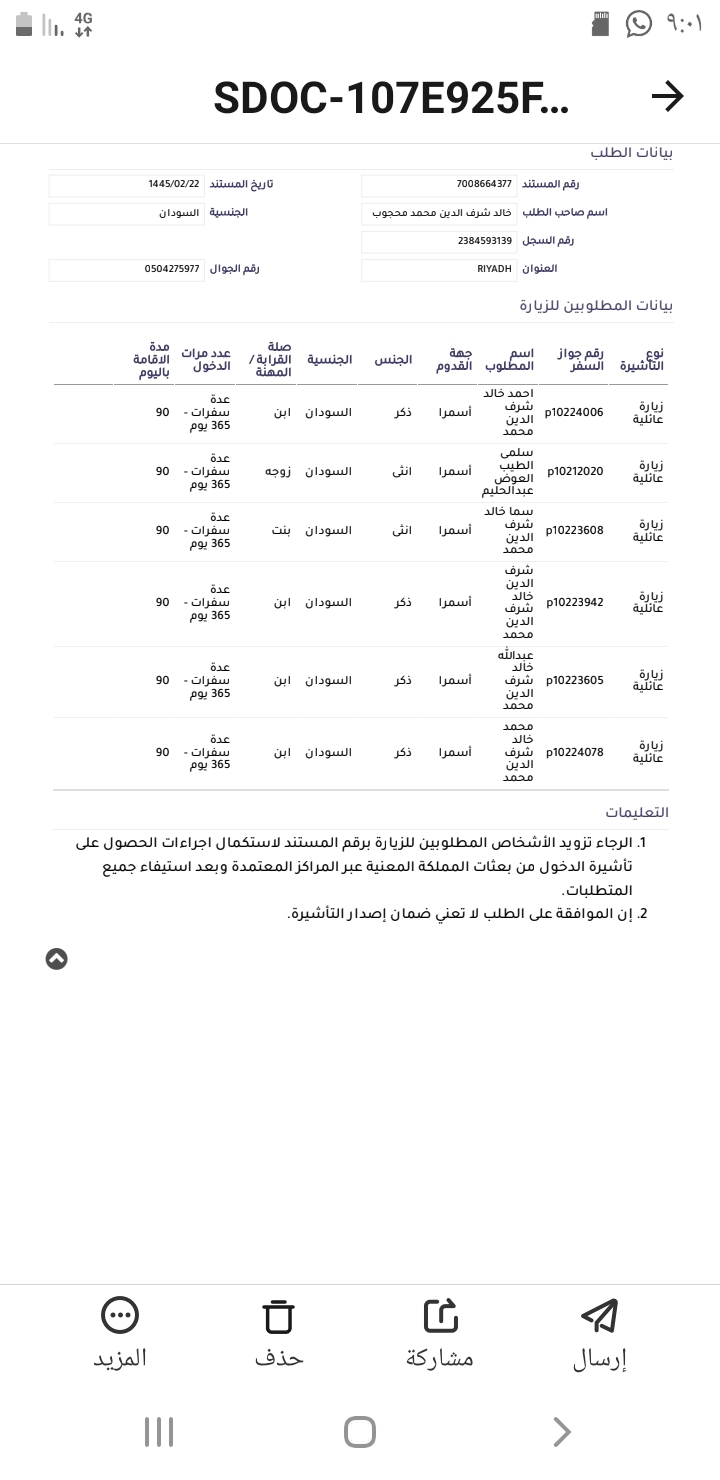 4G
٩:٠١
SDOC-107E925F...
بيانات الطلب
رقم المستند 7008664377 تاريخ المستند 1445/02/22
اسم صاحب الطلب خالد شرف الدين محمد محجوب الجنسية السودان
رقم السجل 2384593139
العنوان RIYADH رقم الجوال 0504275977
بيانات المطلوبين للزيارة
نوع التأشيرة رقم جواز السفر اسم المطلوب جهة القدوم الجنس الجنسية صلة القرابة / المهنة عدد مرات الدخول مدة الاقامة باليوم
زيارة عائلية p10224006 احمد خالد شرف الدين محمد أسمرا ذكر السودان ابن عدة سفرات - 365 يوم 90
زيارة عائلية p10212020 سلمى الطيب العوض عبدالحليم أسمرا انثى السودان زوجه عدة سفرات - 365 يوم 90
زيارة عائلية p10223608 سما خالد شرف الدين محمد أسمرا انثى السودان بنت عدة سفرات - 365 يوم 90
زيارة عائلية p10223942 شرف الدين خالد شرف الدين محمد أسمرا ذكر السودان ابن عدة سفرات - 365 يوم 90
زيارة عائلية p10223605 عبدالله خالد شرف الدين محمد أسمرا ذكر السودان ابن عدة سفرات - 365 يوم 90
زيارة عائلية p10224078 محمد خالد شرف الدين محمد أسمرا ذكر السودان ابن عدة سفرات - 365 يوم 90
التعليمات
1. الرجاء تزويد الأشخاص المطلوبين للزيارة برقم المستند لاستكمال اجراءات الحصول على
تأشيرة الدخول من بعثات المملكة المعنية عبر المراكز المعتمدة وبعد استيفاء جميع
المتطلبات.
2. إن الموافقة على الطلب لا تعني ضمان إصدار التأشيرة.
إرسال مشاركة حذف المزيد